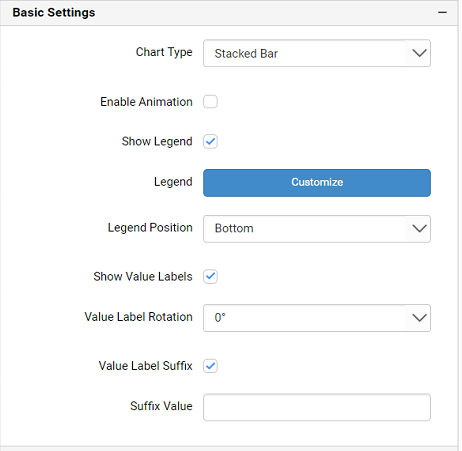 Basic Settings
Chart Type Stacked Bar
Enable Animation
Show Legend
Legend Customize
Legend Position Bottom
Show Value Labels
Value Label Rotation 0°
Value Label Suffix
Suffix Value